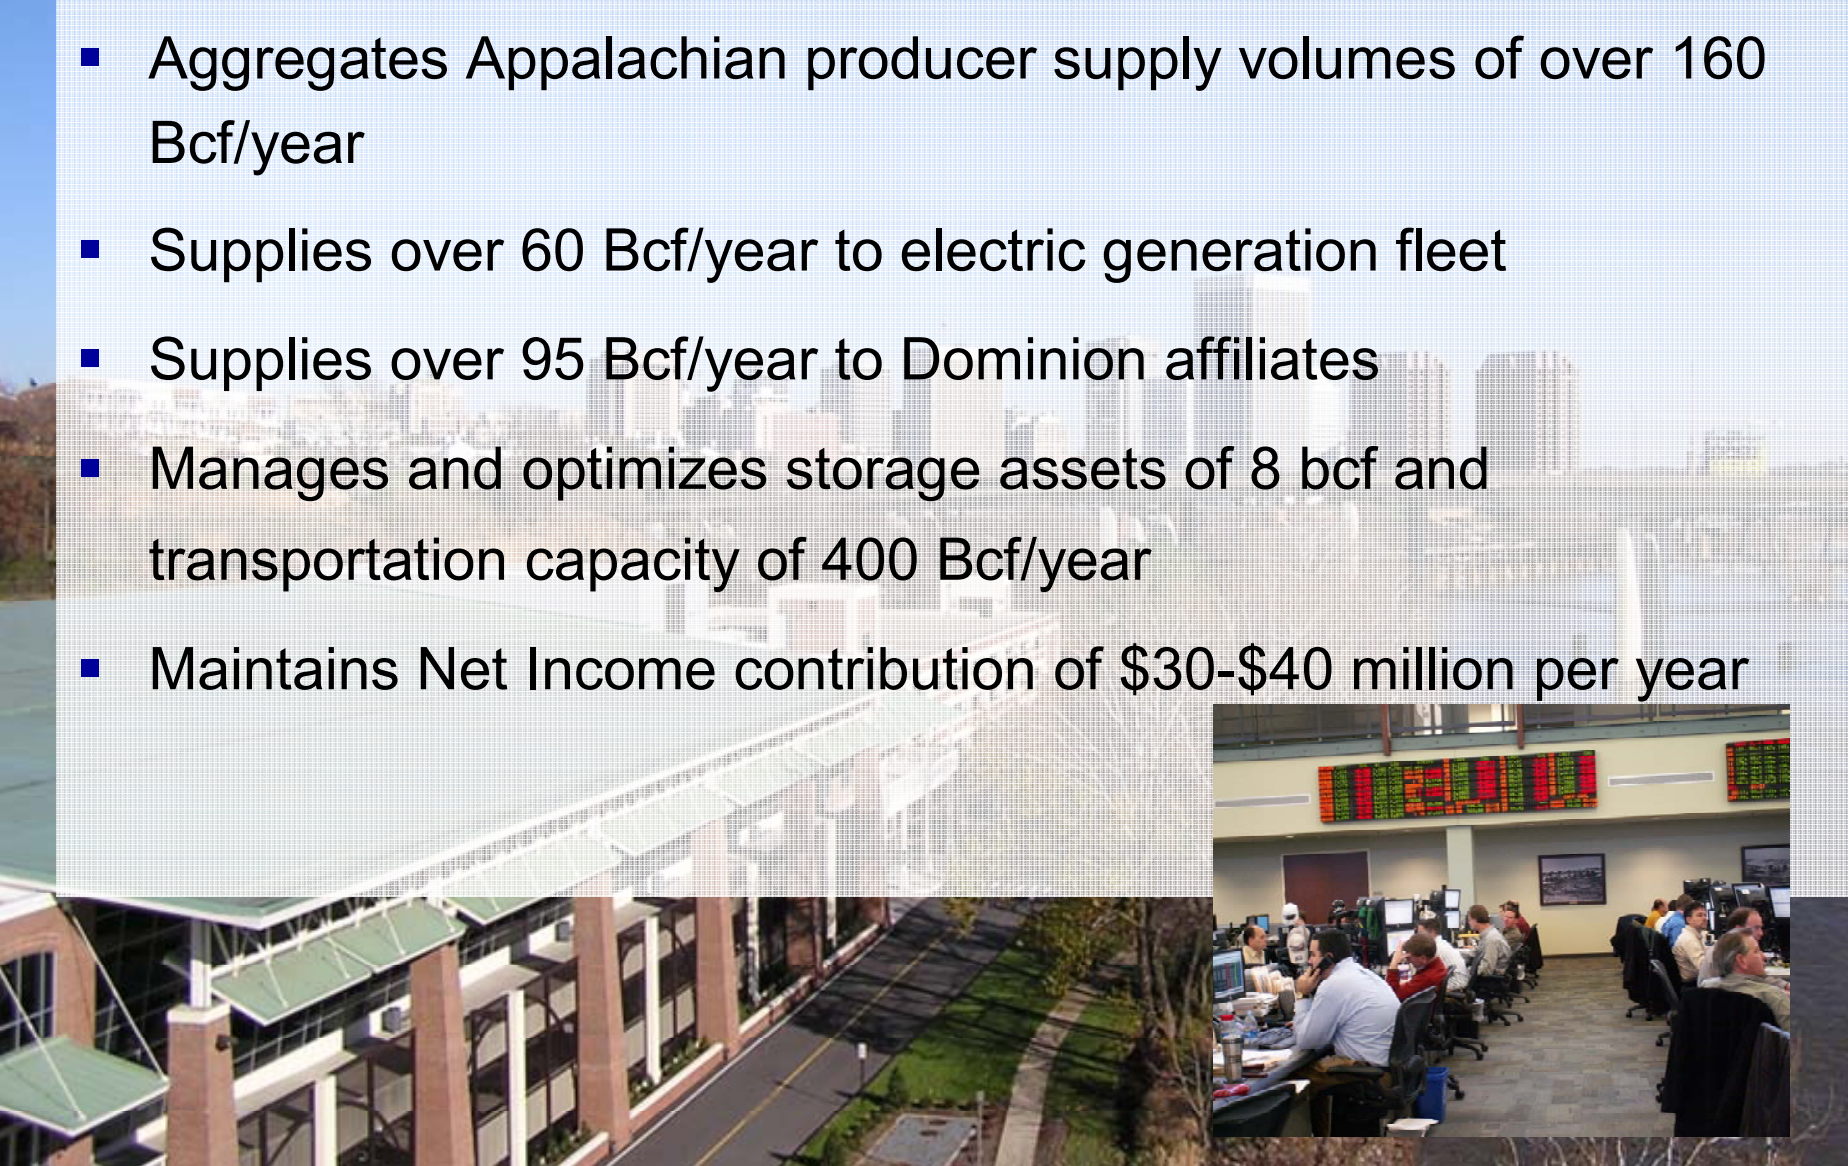 ▪ Aggregates Appalachian producer supply volumes of over 160
Bcf/year
▪ Supplies over 60 Bcf/year to electric generation fleet
▪ Supplies over 95 Bcf/year to Dominion affiliates
▪ Manages and optimizes storage assets of 8 bcf and
transportation capacity of 400 Bcf/year
▪ Maintains Net Income contribution of $30-$40 million per year